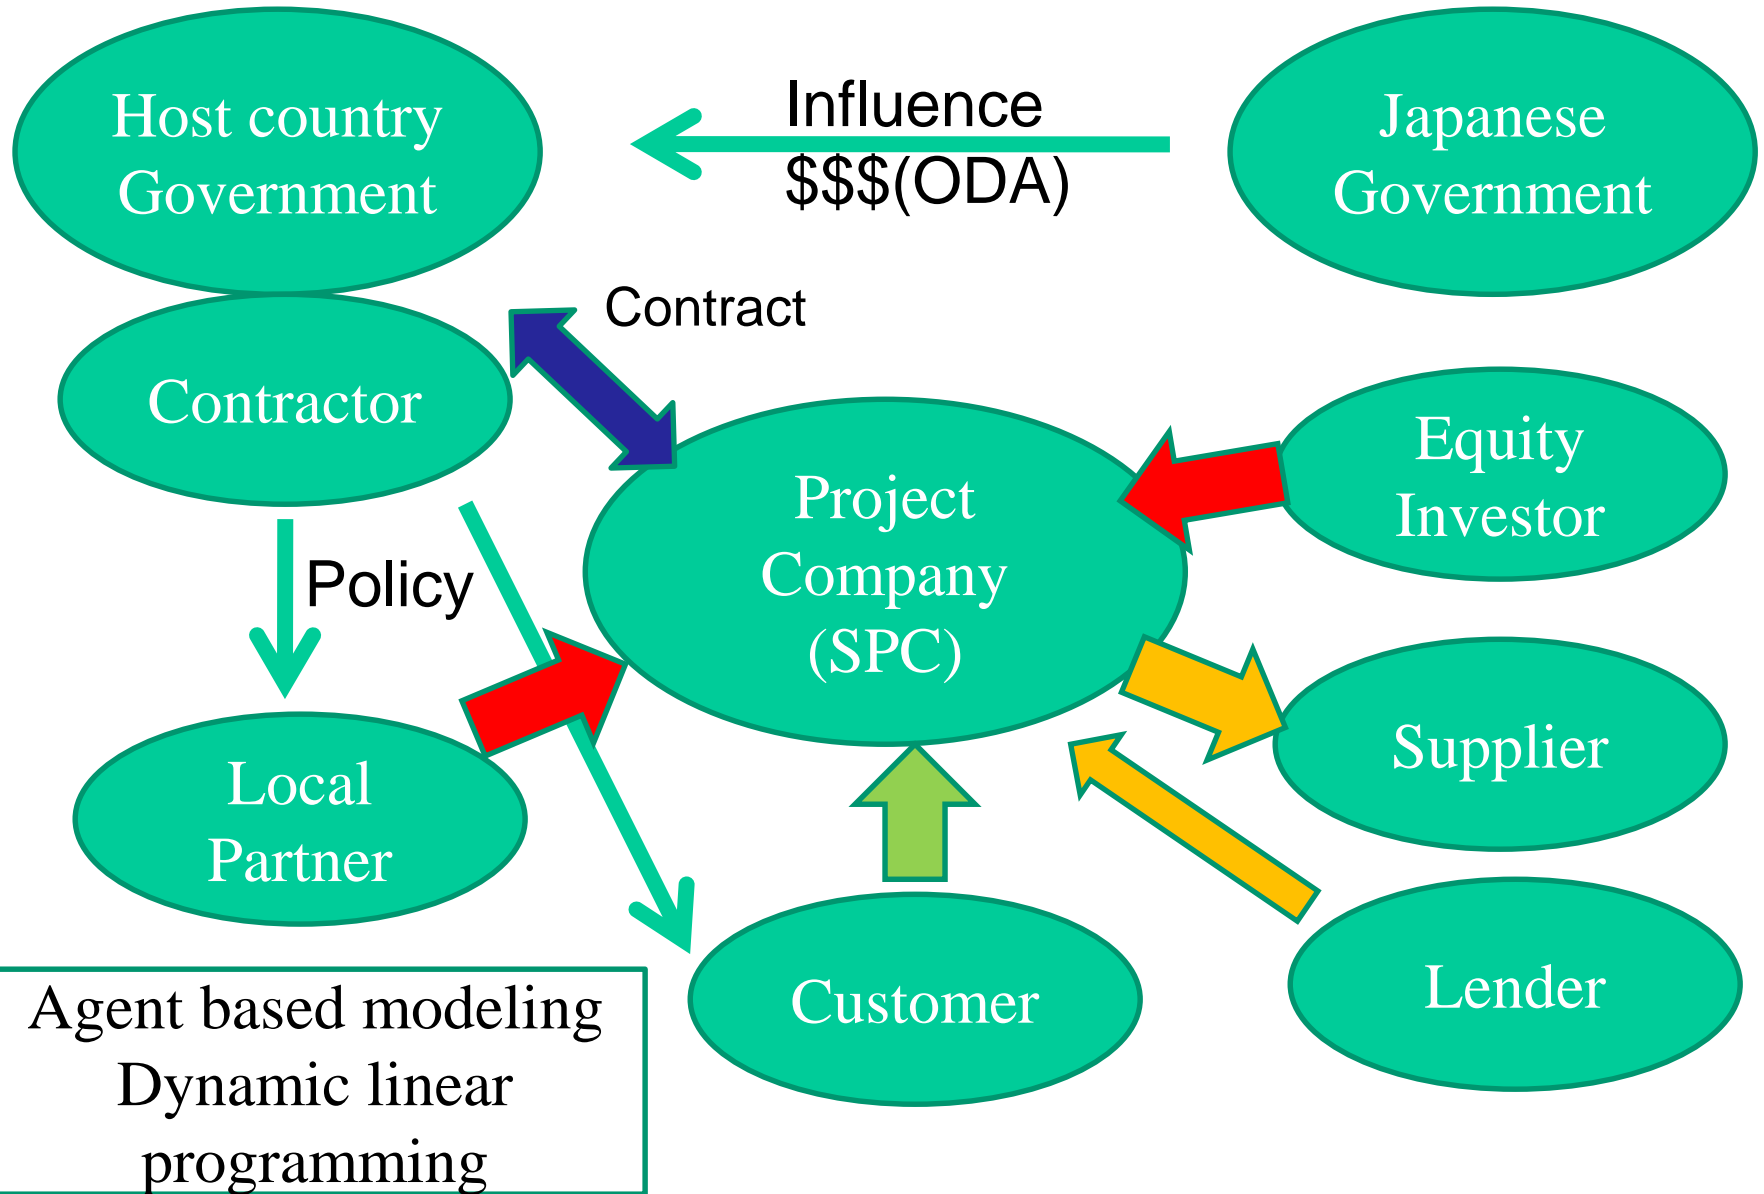 Host country
Government
Influence
$$$(ODA)
Japanese
Government
Contract
Contractor
Equity
Investor
Project
Company
(SPC)
Policy
Supplier
Local
Partner
Customer
Lender
Agent based modeling
Dynamic linear
programming